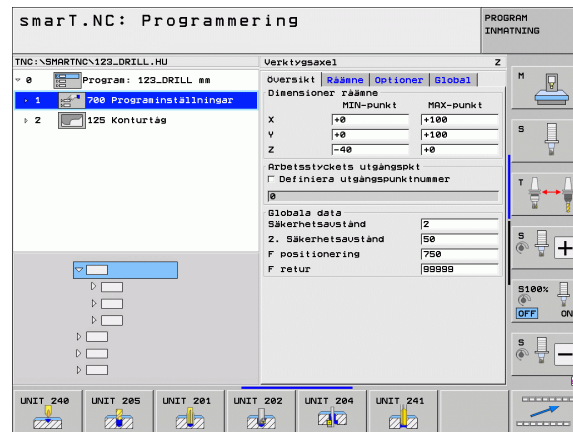 smarT.NC: Programmering
PROGRAM
INMATNING
TNC:\SMARTNC\123_DRILL.HU
Verktygsaxel Z
0 Program: 123_DRILL mm
1 700 Programinställningar
2 125 Konturtåg
Översikt Råämne Optioner Global
Dimensioner råämne
MIN-punkt MAX-punkt
X +0 +100
Y +0 +100
Z -40 +0
Arbetsstyckets utgångspkt
Definiera utgångspunktnummer
0
Globala data
Säkerhetsavstånd 2
2. Säkerhetsavstånd 50
F positionering 750
F retur 99999
M
S
T
S
S100%
OFF ON
S
UNIT 240
UNIT 205
UNIT 201
UNIT 202
UNIT 204
UNIT 241